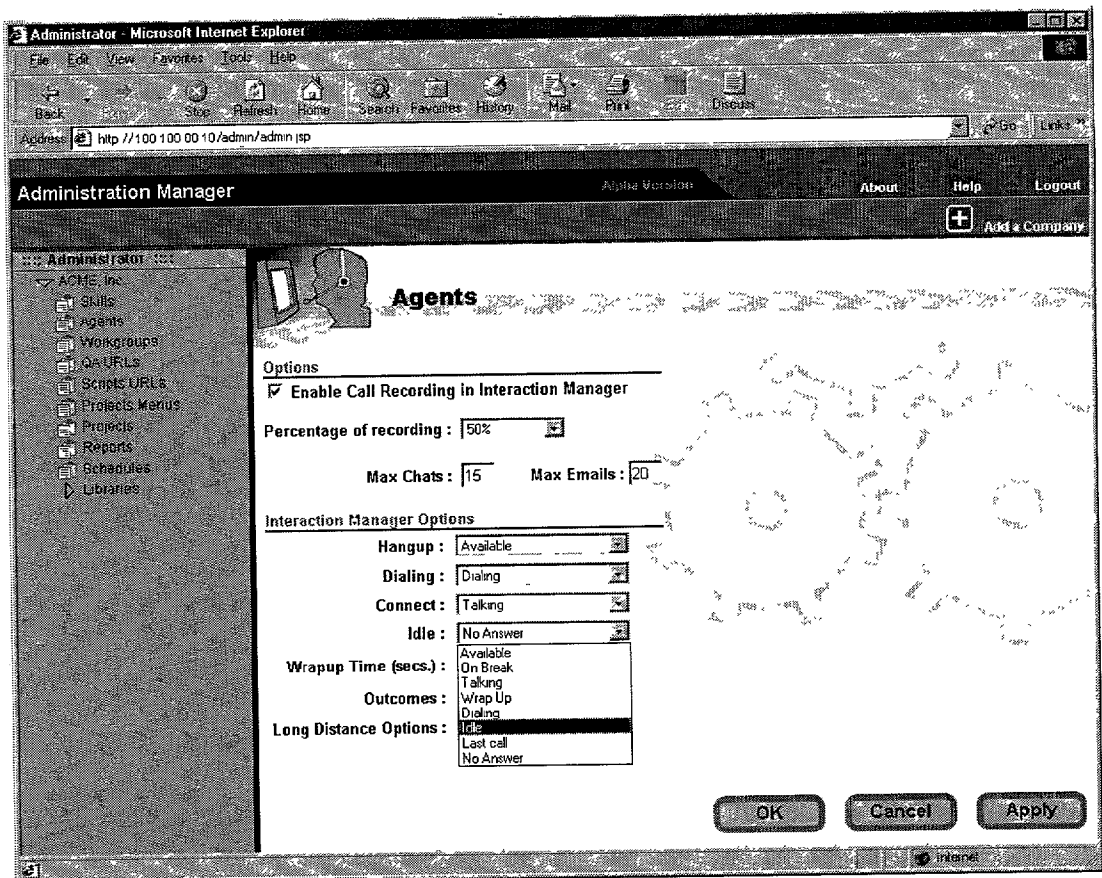 Administrator - Microsoft Internet Explorer
File Edit View Favorites Tools Help
Back Stop Refresh Home Search Favorites History Mail Print Discuss
Address http //100 100 00 10/admin/admin jsp Go Links »
Administration Manager Alpha Version About Help Logout
Add a Company
:::: Administrator ::::
ACME, Inc
Skills
Agents
Workgroups
QA URLs
Scripts URLs
Projects Menus
Projects
Reports
Schedules
Libraries
Agents
Options
Enable Call Recording in Interaction Manager
Percentage of recording : 50%
Max Chats : 15 Max Emails : 20
Interaction Manager Options
Hangup : Available
Dialing : Dialing
Connect : Talking
Idle : No Answer
Available
Wrapup Time (secs.) : On Break
Talking
Outcomes : Wrap Up
Dialing
Long Distance Options : Idle
Last call
No Answer
OK Cancel Apply
Internet